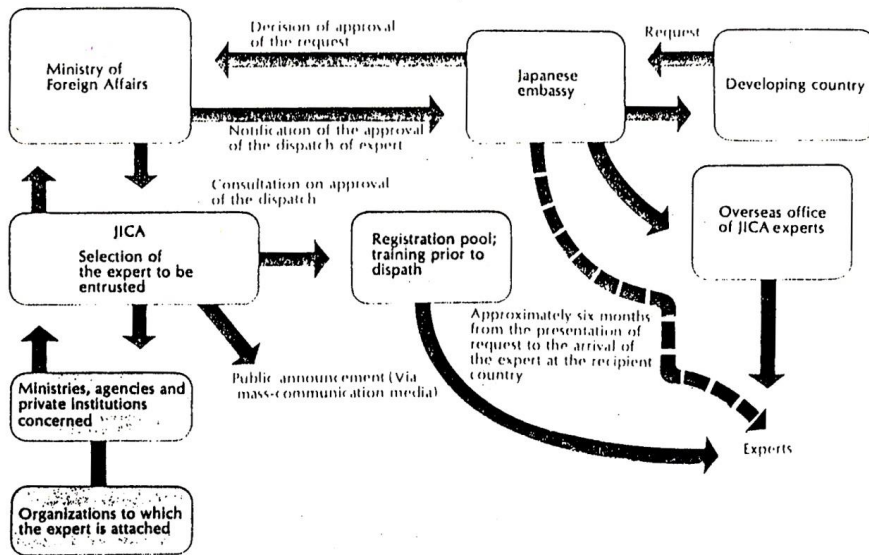 Decision of approval
of the request
Request
Ministry of
Foreign Affairs
Japanese
embassy
Developing country
Notification of the approval
of the dispatch of expert
Consultation on approval
of the dispatch
Overseas office
of JICA experts
JICA
Selection of
the expert to be
entrusted
Registration pool;
training prior to
dispath
Approximately six months
from the presentation of
request to the arrival of
the expert at the recipient
country
Public announcement (Via
mass-communication media)
Ministries, agencies and
private institutions
concerned
Experts
Organizations to which
the expert is attached